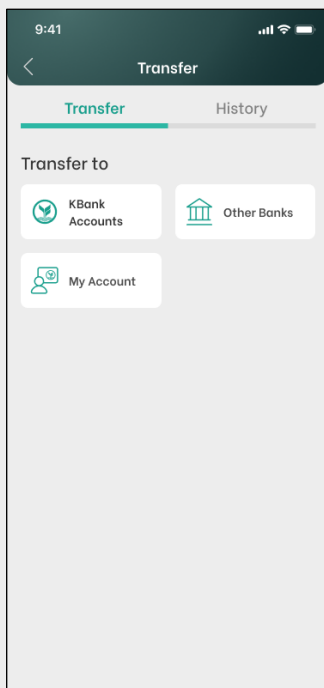 9:41
Transfer
Transfer
History
Transfer to
KBank
Accounts
Other Banks
My Account